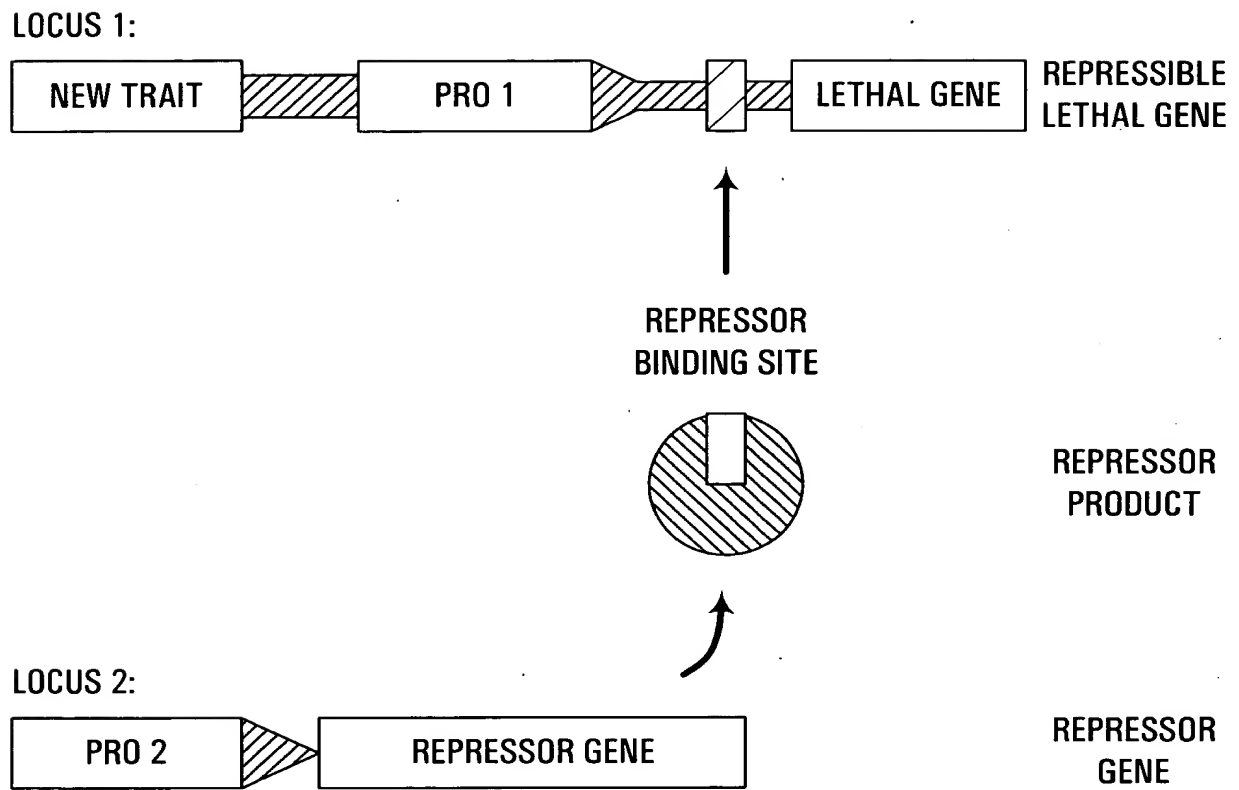 LOCUS 1:
NEW TRAIT
PRO 1
LETHAL GENE
REPRESSIBLE
LETHAL GENE
REPRESSOR
BINDING SITE
REPRESSOR
PRODUCT
LOCUS 2:
PRO 2
REPRESSOR GENE
REPRESSOR
GENE